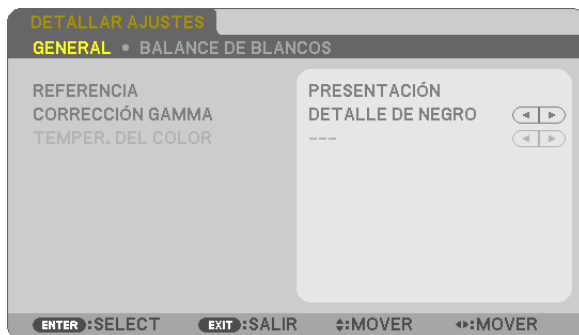 DETALLAR AJUSTES
GENERAL • BALANCE DE BLANCOS
REFERENCIA PRESENTACIÓN
CORRECCIÓN GAMMA DETALLE DE NEGRO
TEMPER. DEL COLOR ---
ENTER :SELECT EXIT :SALIR :MOVER :MOVER